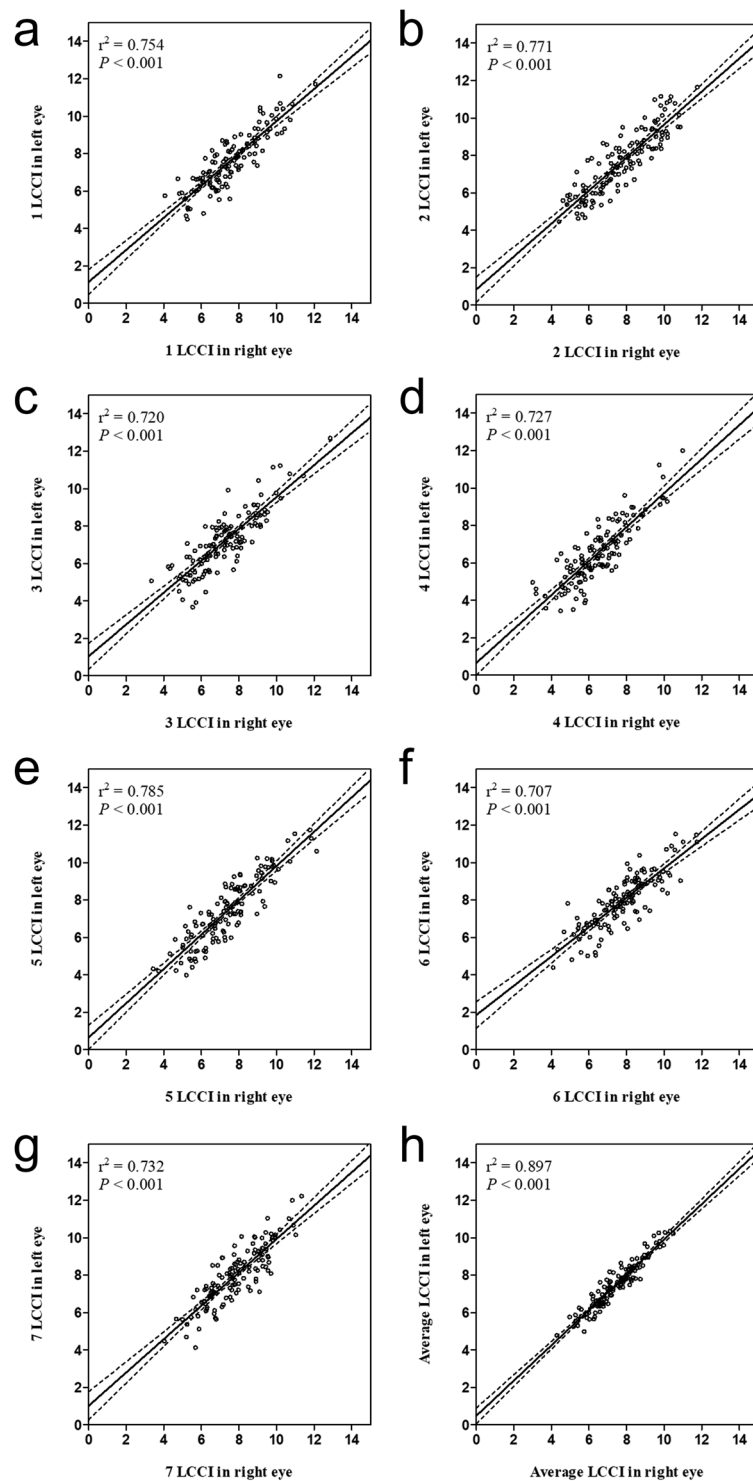 a
r² = 0.754
P < 0.001
14
12
10
8
6
4
2
0
0 2 4 6 8 10 12 14
1 LCCI in left eye
1 LCCI in right eye
b
r² = 0.771
P < 0.001
14
12
10
8
6
4
2
0
0 2 4 6 8 10 12 14
2 LCCI in left eye
2 LCCI in right eye
c
r² = 0.720
P < 0.001
14
12
10
8
6
4
2
0
0 2 4 6 8 10 12 14
3 LCCI in left eye
3 LCCI in right eye
d
r² = 0.727
P < 0.001
14
12
10
8
6
4
2
0
0 2 4 6 8 10 12 14
4 LCCI in left eye
4 LCCI in right eye
e
r² = 0.785
P < 0.001
14
12
10
8
6
4
2
0
0 2 4 6 8 10 12 14
5 LCCI in left eye
5 LCCI in right eye
f
r² = 0.707
P < 0.001
14
12
10
8
6
4
2
0
0 2 4 6 8 10 12 14
6 LCCI in left eye
6 LCCI in right eye
g
r² = 0.732
P < 0.001
14
12
10
8
6
4
2
0
0 2 4 6 8 10 12 14
7 LCCI in left eye
7 LCCI in right eye
h
r² = 0.897
P < 0.001
14
12
10
8
6
4
2
0
0 2 4 6 8 10 12 14
Average LCCI in left eye
Average LCCI in right eye